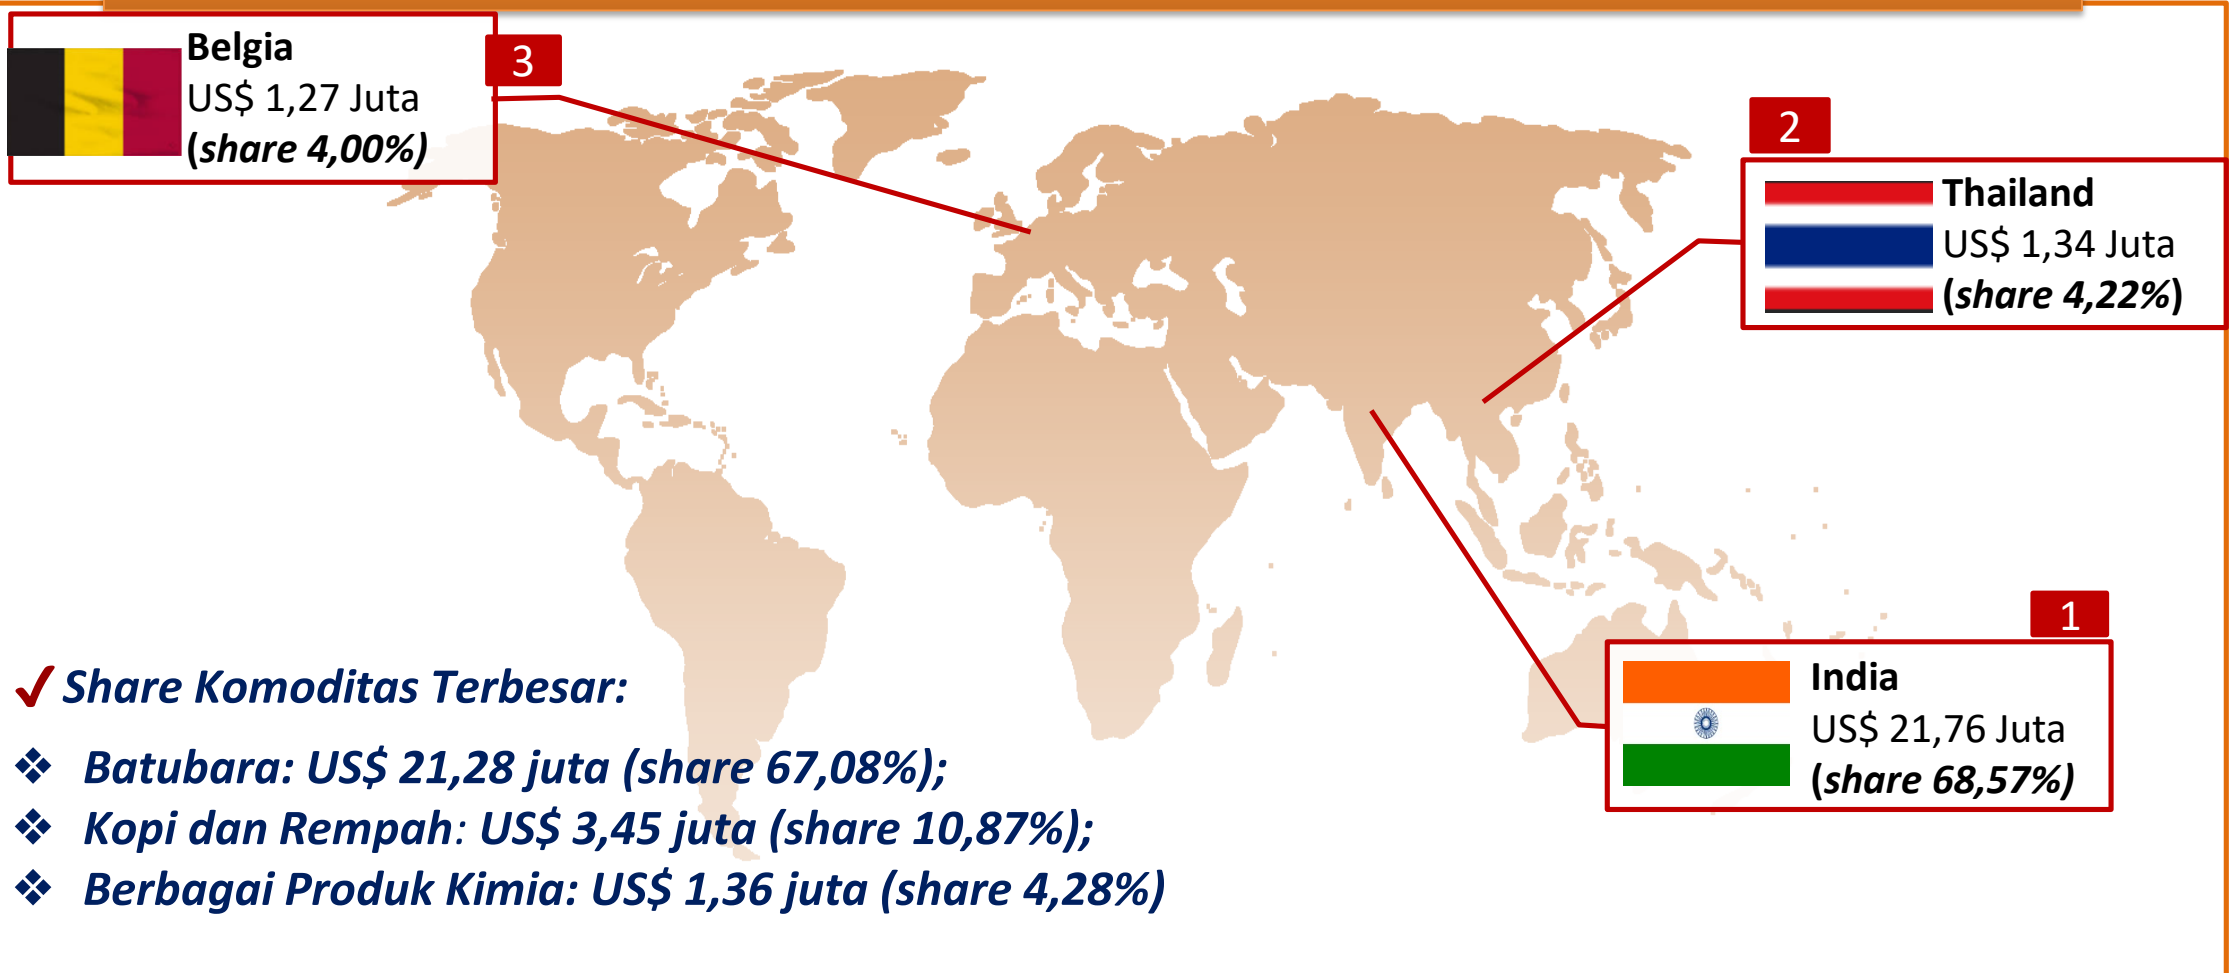 Belgia
US$ 1,27 Juta
(share 4,00%)
3
2
Thailand
US$ 1,34 Juta
(share 4,22%)
1
India
US$ 21,76 Juta
(share 68,57%)
Share Komoditas Terbesar:
Batubara: US$ 21,28 juta (share 67,08%);
Kopi dan Rempah: US$ 3,45 juta (share 10,87%);
Berbagai Produk Kimia: US$ 1,36 juta (share 4,28%)